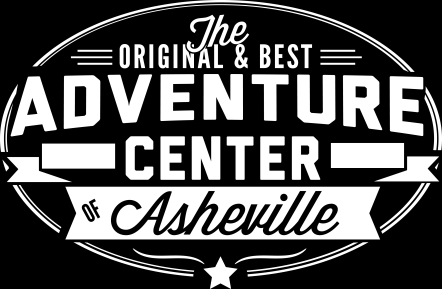 The
ORIGINAL & BEST
ADVENTURE
CENTER
OF Asheville